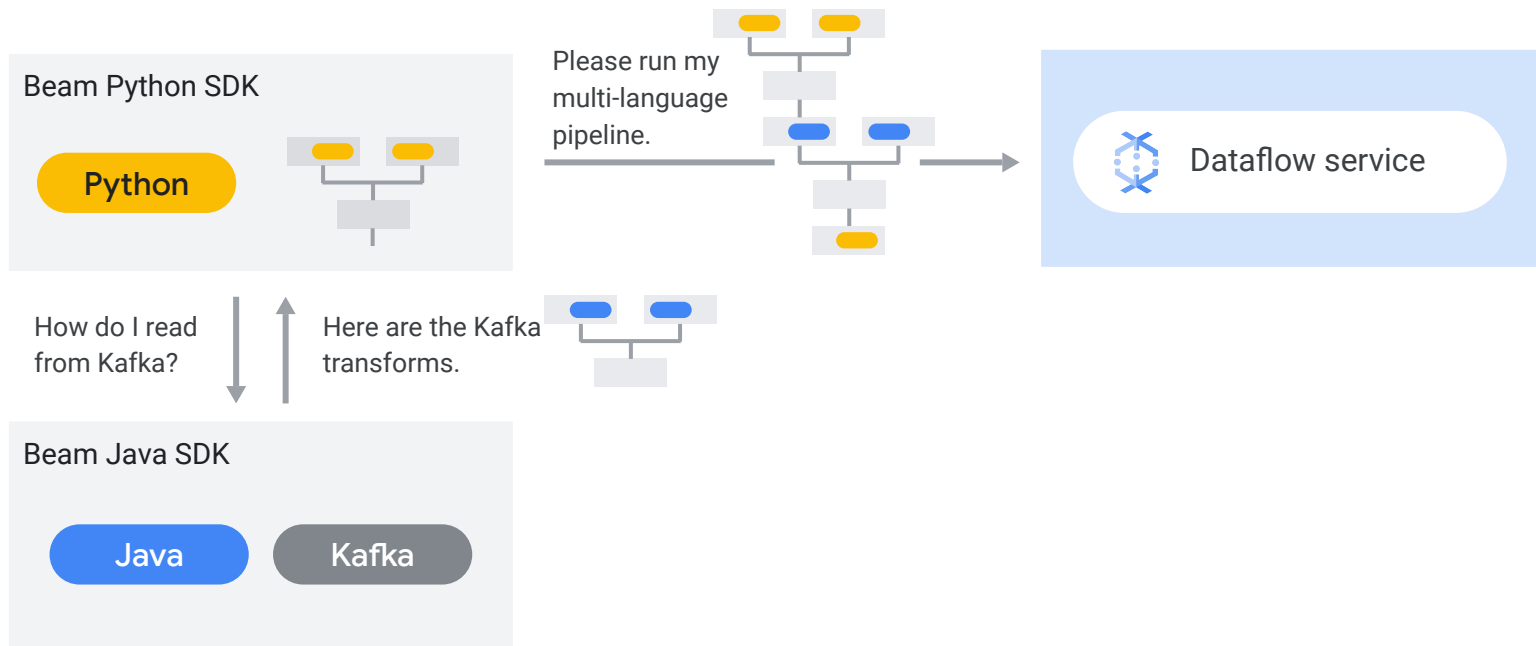 Beam Python SDK
Python
Please run my
multi-language
pipeline.
Dataflow service
How do I read
from Kafka?
Here are the Kafka
transforms.
Beam Java SDK
Java
Kafka